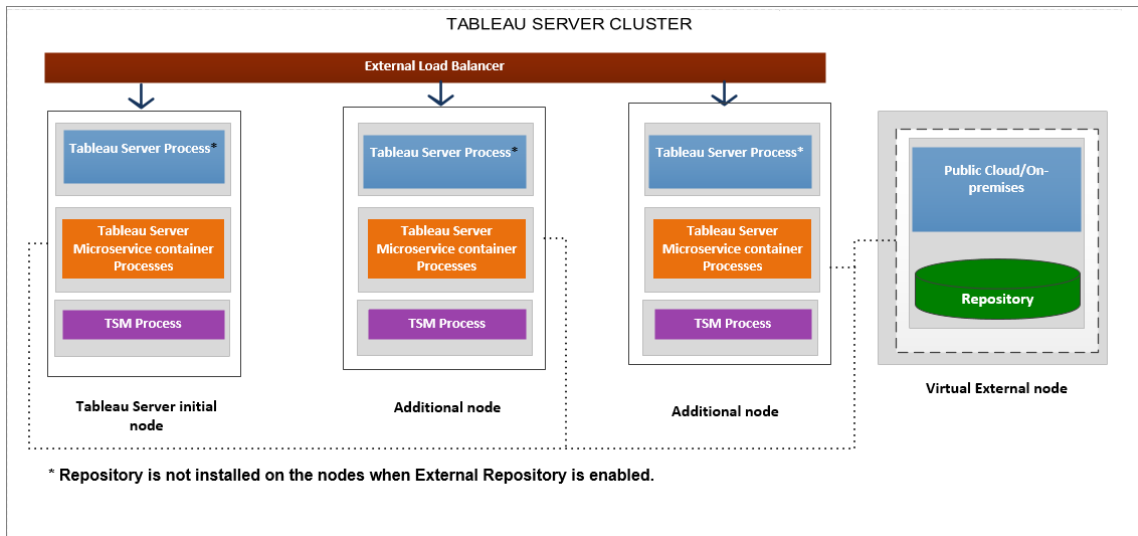 TABLEAU SERVER CLUSTER
External Load Balancer
Tableau Server Process*
Tableau Server
Microservice container
Processes
TSM Process
Tableau Server initial
node
Tableau Server Process*
Tableau Server
Microservice container
Processes
TSM Process
Additional node
Tableau Server Process*
Tableau Server
Microservice container
Processes
TSM Process
Additional node
Public Cloud/On-
premises
Repository
Virtual External node
* Repository is not installed on the nodes when External Repository is enabled.